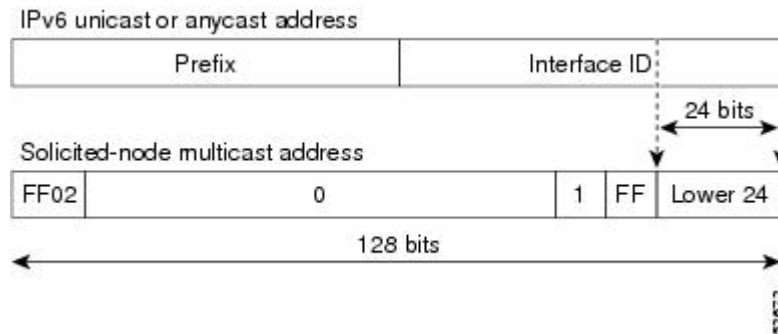 IPv6 unicast or anycast address
Prefix Interface ID
24 bits
Solicited-node multicast address
FF02 0 1 FF Lower 24
128 bits